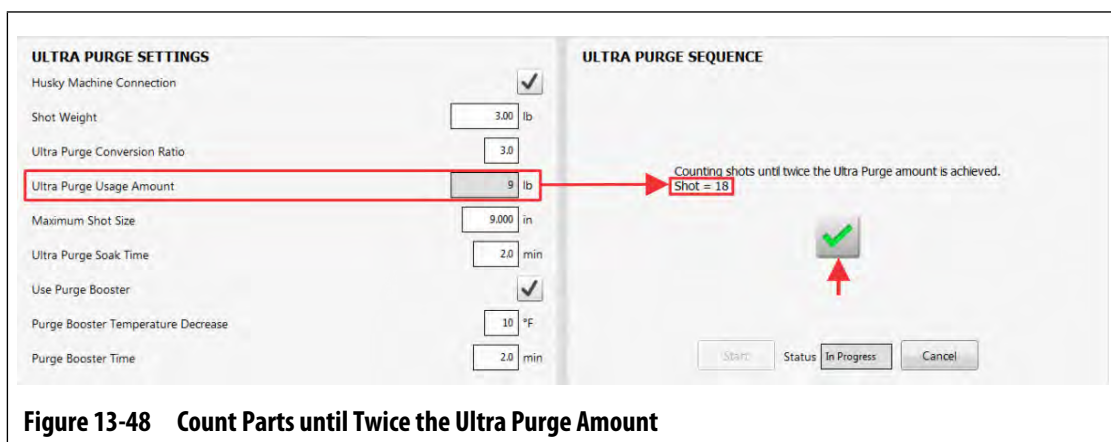 ULTRA PURGE SETTINGS
Husky Machine Connection
Shot Weight 3.00 lb
Ultra Purge Conversion Ratio 3.0
Ultra Purge Usage Amount 9 lb
Maximum Shot Size 9.000 in
Ultra Purge Soak Time 2.0 min
Use Purge Booster
Purge Booster Temperature Decrease 10 °F
Purge Booster Time 2.0 min
ULTRA PURGE SEQUENCE
Counting shots until twice the Ultra Purge amount is achieved.
Shot = 18
Start Status In Progress Cancel
Figure 13-48 Count Parts until Twice the Ultra Purge Amount